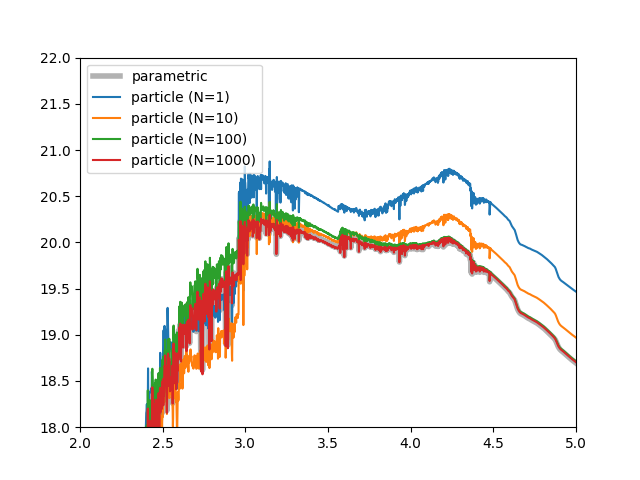 22.0
21.5
21.0
20.5
20.0
19.5
19.0
18.5
18.0
parametric
particle (N=1)
particle (N=10)
particle (N=100)
particle (N=1000)
2.0 2.5 3.0 3.5 4.0 4.5 5.0